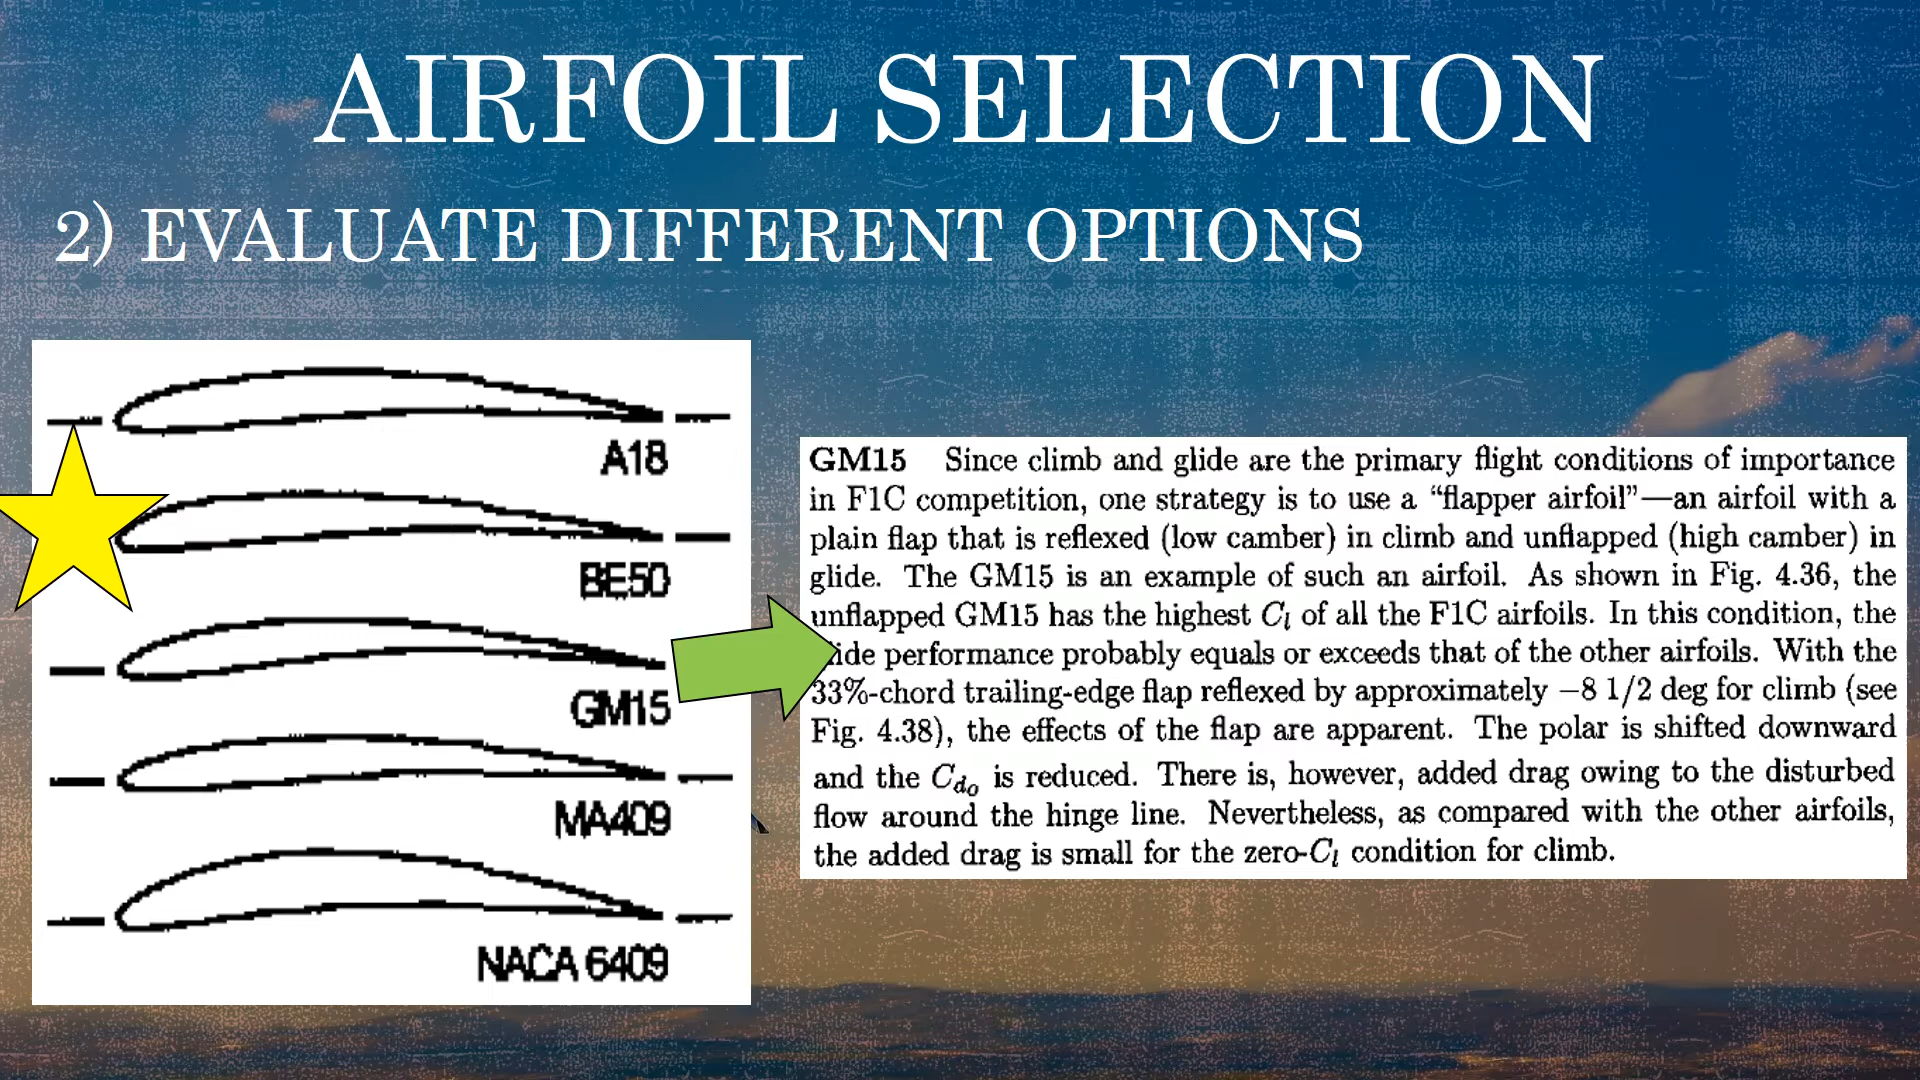 AIRFOIL SELECTION
2) EVALUATE DIFFERENT OPTIONS
A18
BE50
GM15
MA409
NACA 6409
GM15 Since climb and glide are the primary flight conditions of importance
in F1C competition, one strategy is to use a “flapper airfoil”—an airfoil with a
plain flap that is reflexed (low camber) in climb and unflapped (high camber) in
glide. The GM15 is an example of such an airfoil. As shown in Fig. 4.36, the
unflapped GM15 has the highest Cl of all the F1C airfoils. In this condition, the
performance probably equals or exceeds that of the other airfoils. With the
33%-chord trailing-edge flap reflexed by approximately −8 1/2 deg for climb (see
Fig. 4.38), the effects of the flap are apparent. The polar is shifted downward
and the Cdo is reduced. There is, however, added drag owing to the disturbed
flow around the hinge line. Nevertheless, as compared with the other airfoils,
the added drag is small for the zero-Cl condition for climb.